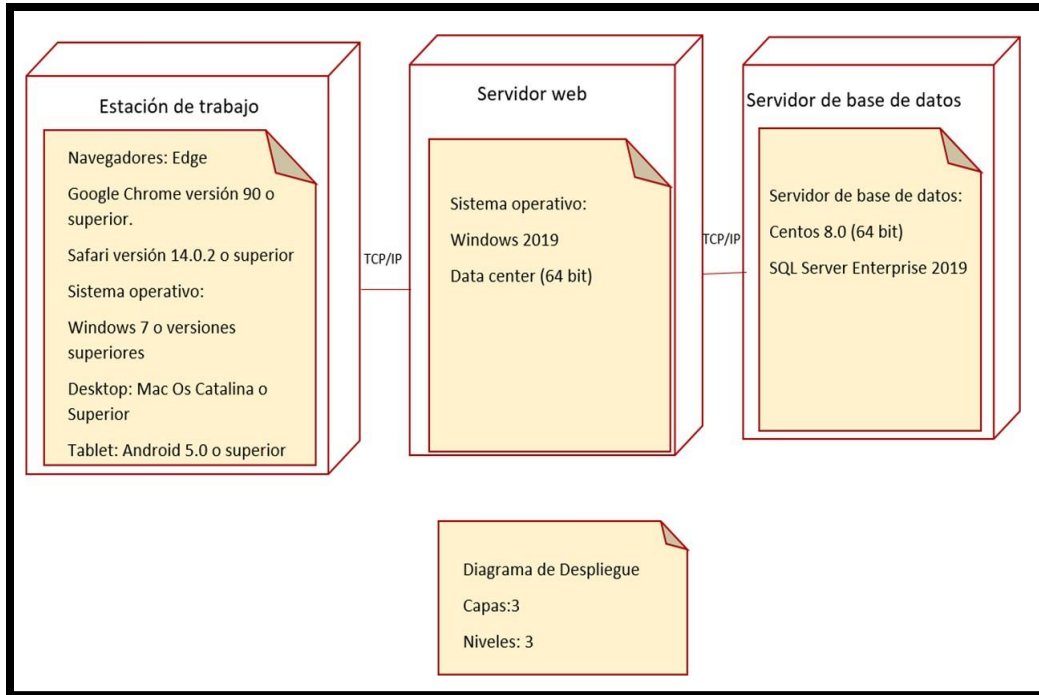 Estación de trabajo
Navegadores: Edge
Google Chrome versión 90 o
superior.
Safari versión 14.0.2 o superior
Sistema operativo:
Windows 7 o versiones
superiores
Desktop: Mac Os Catalina o
Superior
Tablet: Android 5.0 o superior
TCP/IP
Servidor web
Sistema operativo:
Windows 2019
Data center (64 bit)
TCP/IP
Servidor de base de datos
Servidor de base de datos:
Centos 8.0 (64 bit)
SQL Server Enterprise 2019
Diagrama de Despliegue
Capas:3
Niveles: 3